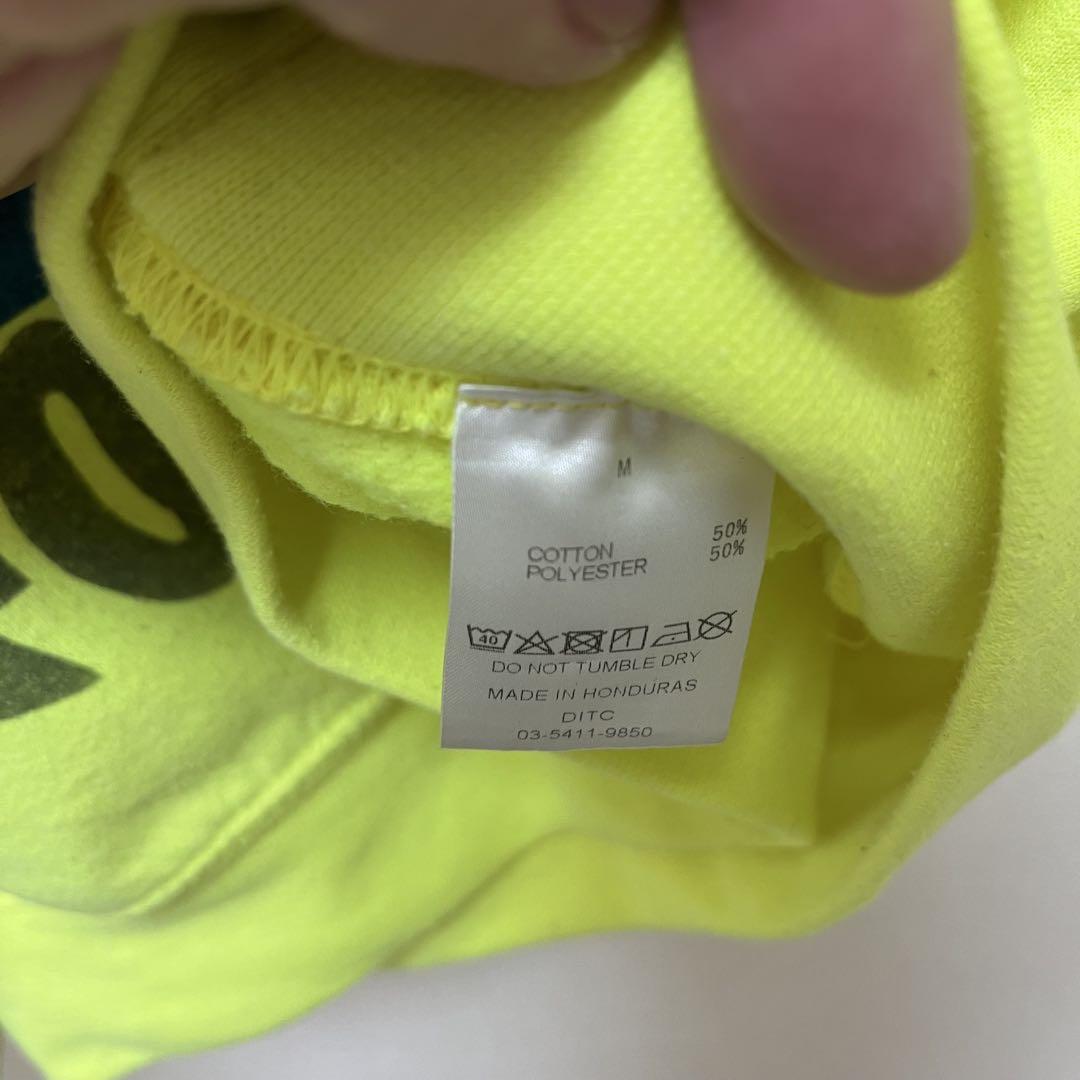 M
COTTON 50%
POLYESTER 50%
40
DO NOT TUMBLE DRY
MADE IN HONDURAS
DITC
03-5411-9850